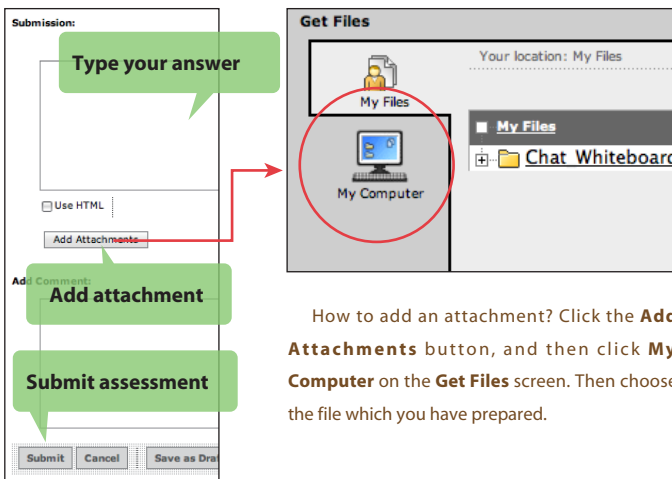 Submission:
Type your answer
Use HTML
Add Attachments
Add Comment:
Add attachment
Submit assessment
Submit Cancel Save as Draf
Get Files
My Files
My Computer
Your location: My Files
My Files
Chat Whiteboard
How to add an attachment? Click the Add
Attachments button, and then click My
Computer on the Get Files screen. Then choose
the file which you have prepared.